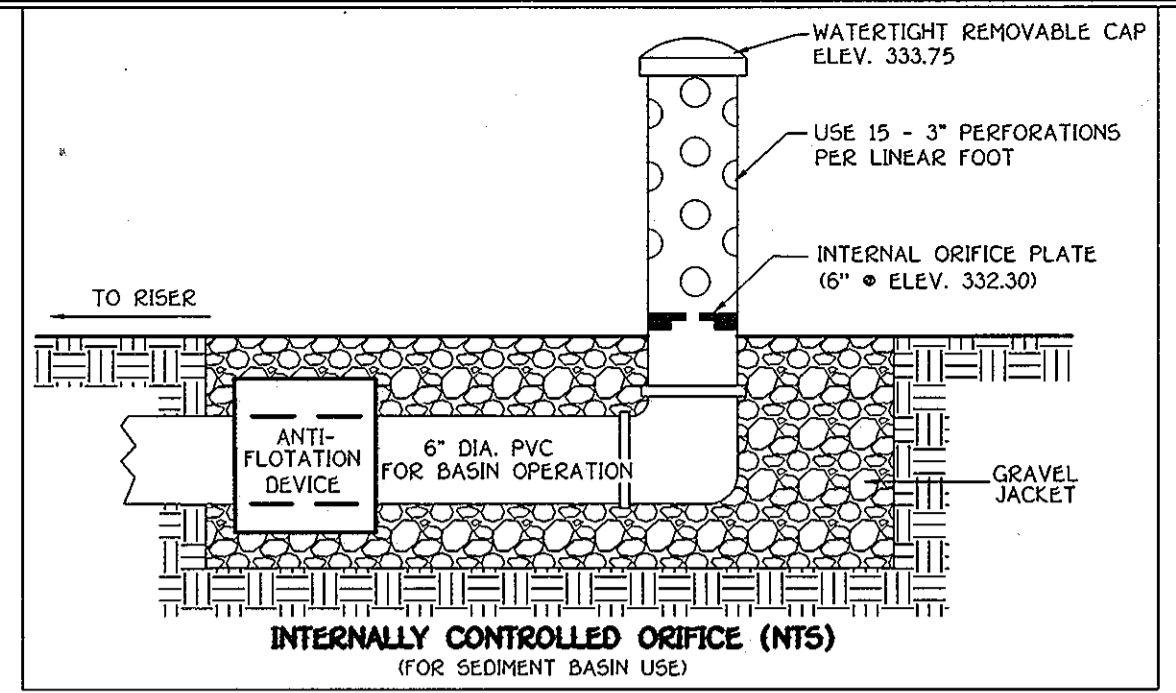 WATERTIGHT REMOVABLE CAP
ELEV. 333.75
USE 15 - 3" PERFORATIONS
PER LINEAR FOOT
INTERNAL ORIFICE PLATE
(6" @ ELEV. 332.30)
TO RISER
ANTI-
FLOTATION
DEVICE
6" DIA. PVC
FOR BASIN OPERATION
GRAVEL
JACKET
INTERNALLY CONTROLLED ORIFICE (NTS)
(FOR SEDIMENT BASIN USE)